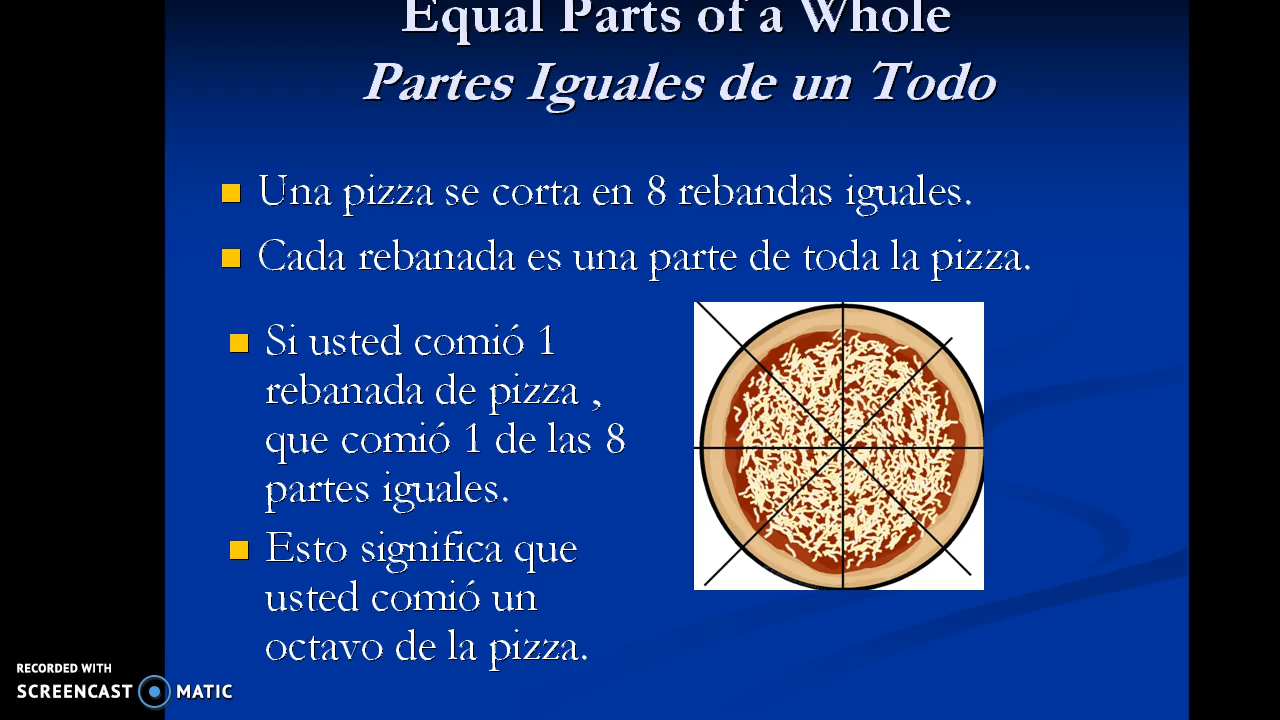 Equal Parts of a Whole
Partes Iguales de un Todo
Una pizza se corta en 8 rebandas iguales.
Cada rebanada es una parte de toda la pizza.
Si usted comió 1
rebanada de pizza ,
que comió 1 de las 8
partes iguales.
Esto significa que
usted comió un
octavo de la pizza.
RECORDED WITH
SCREENCAST MATIC